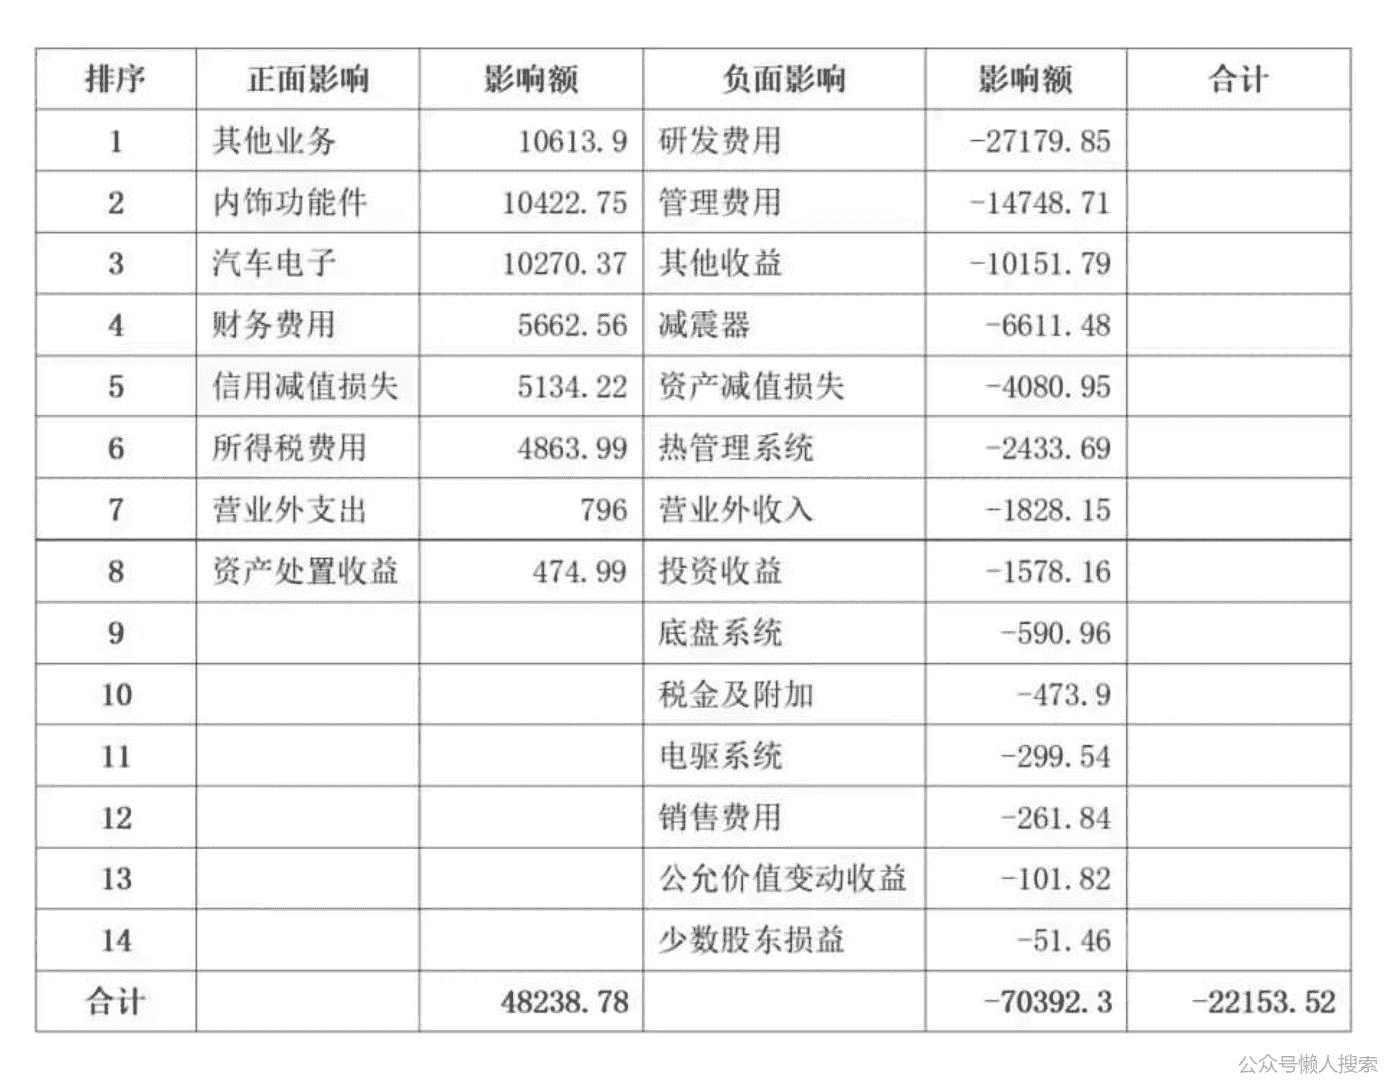 排序 正面影响 影响额 负面影响 影响额 合计
1 其他业务 10613.9 研发费用 -27179.85
2 内饰功能件 10422.75 管理费用 -14748.71
3 汽车电子 10270.37 其他收益 -10151.79
4 财务费用 5662.56 减震器 -6611.48
5 信用减值损失 5134.22 资产减值损失 -4080.95
6 所得税费用 4863.99 热管理系统 -2433.69
7 营业外支出 796 营业外收入 -1828.15
8 资产处置收益 474.99 投资收益 -1578.16
9 底盘系统 -590.96
10 税金及附加 -473.9
11 电驱系统 -299.54
12 销售费用 -261.84
13 公允价值变动收益 -101.82
14 少数股东损益 -51.46
合计 48238.78 -70392.3 -22153.52
公众号懒人搜索